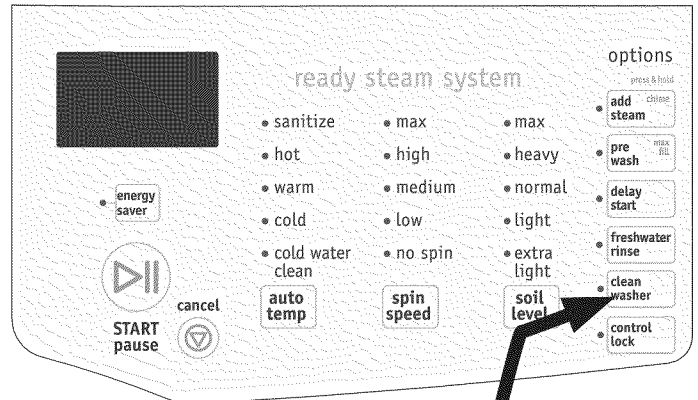 options
ready steam system
press & hold
add steam chime
pre wash max fill
delay start
freshwater rinse
clean washer
control lock
sanitize
hot
warm
cold
cold water
clean
auto
temp
max
high
medium
low
no spin
spin
speed
max
heavy
normal
light
extra
light
soil
level
energy
saver
START
pause
cancel